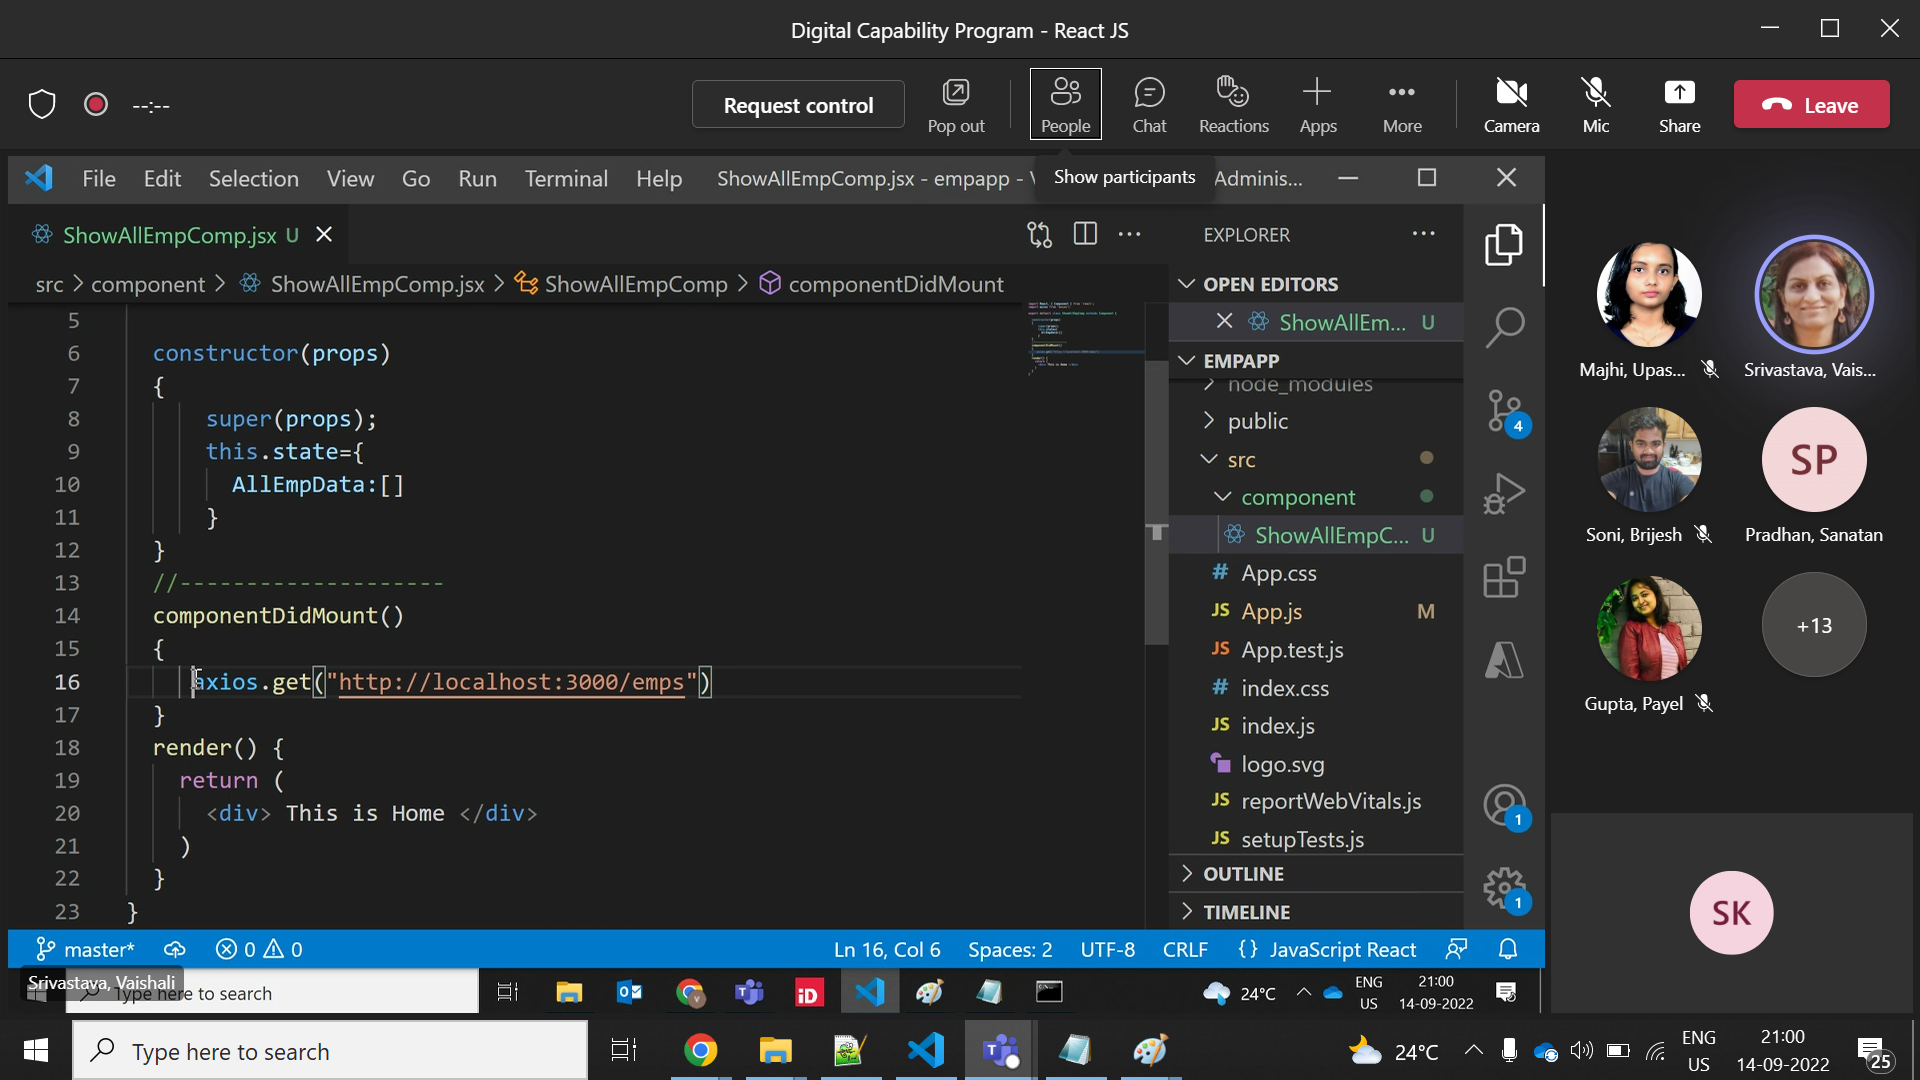 Digital Capability Program - React JS
--:--
Request control
Pop out
People
Chat
Reactions
Apps
More
Camera
Mic
Share
Leave
File Edit Selection View Go Run Terminal Help ShowAllEmpComp.jsx - empapp - V
Show participants
Adminis...
ShowAllEmpComp.jsx U
src > component > ShowAllEmpComp.jsx > ShowAllEmpComp > componentDidMount
5
6 constructor(props)
7 {
8 super(props);
9 this.state={
10 AllEmpData:[]
11 }
12 }
13 //--------------------
14 componentDidMount()
15 {
16 axios.get("http://localhost:3000/emps")
17 }
18 render() {
19 return (
20 <div> This is Home </div>
21 )
22 }
23 }
EXPLORER
OPEN EDITORS
ShowAllEm... U
EMPAPP
node_modules
public
src
component
ShowAllEmpC... U
# App.css
JS App.js M
JS App.test.js
# index.css
JS index.js
logo.svg
JS reportWebVitals.js
JS setupTests.js
OUTLINE
TIMELINE
4
1
1
Majhi, Upas...
Srivastava, Vais...
Soni, Brijesh
SP
Pradhan, Sanatan
Gupta, Payel
+13
SK
master* 0 0 Ln 16, Col 6 Spaces: 2 UTF-8 CRLF {} JavaScript React
Srivastava, Vaishali
Type here to search
iD
24°C
ENG
US
21:00
14-09-2022
Type here to search
24°C
ENG
US
21:00
14-09-2022
25